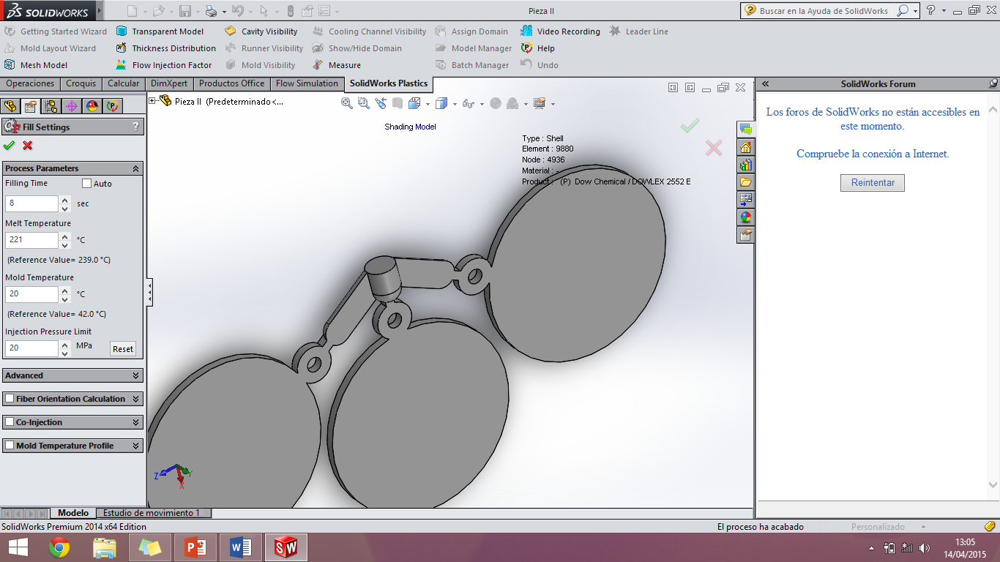 SOLIDWORKS
Pieza II
Buscar en la Ayuda de SolidWorks
Getting Started Wizard
Transparent Model
Cavity Visibility
Cooling Channel Visibility
Assign Domain
Video Recording
Leader Line
Mold Layout Wizard
Thickness Distribution
Runner Visibility
Show/Hide Domain
Model Manager
Help
Mesh Model
Flow Injection Factor
Mold Visibility
Measure
Batch Manager
Undo
Operaciones
Croquis
Calcular
DimXpert
Productos Office
Flow Simulation
SolidWorks Plastics
Pieza II (Predeterminado <...
Fill Settings
?
Process Parameters
Filling Time
Auto
8
sec
Melt Temperature
221
°C
(Reference Value= 239.0 °C)
Mold Temperature
20
°C
(Reference Value= 42.0 °C)
Injection Pressure Limit
20
MPa
Reset
Advanced
Fiber Orientation Calculation
Co-Injection
Mold Temperature Profile
Shading Model
Type : Shell
Element : 9880
Node : 4936
Material : -
Product : (P) Dow Chemical / DOWLEX 2552 E
Z
Y
X
SolidWorks Forum
Los foros de SolidWorks no están accesibles en
este momento.
Compruebe la conexión a Internet.
Reintentar
Modelo
Estudio de movimiento 1
SolidWorks Premium 2014 x64 Edition
El proceso ha acabado
Personalizado
13:05
14/04/2015